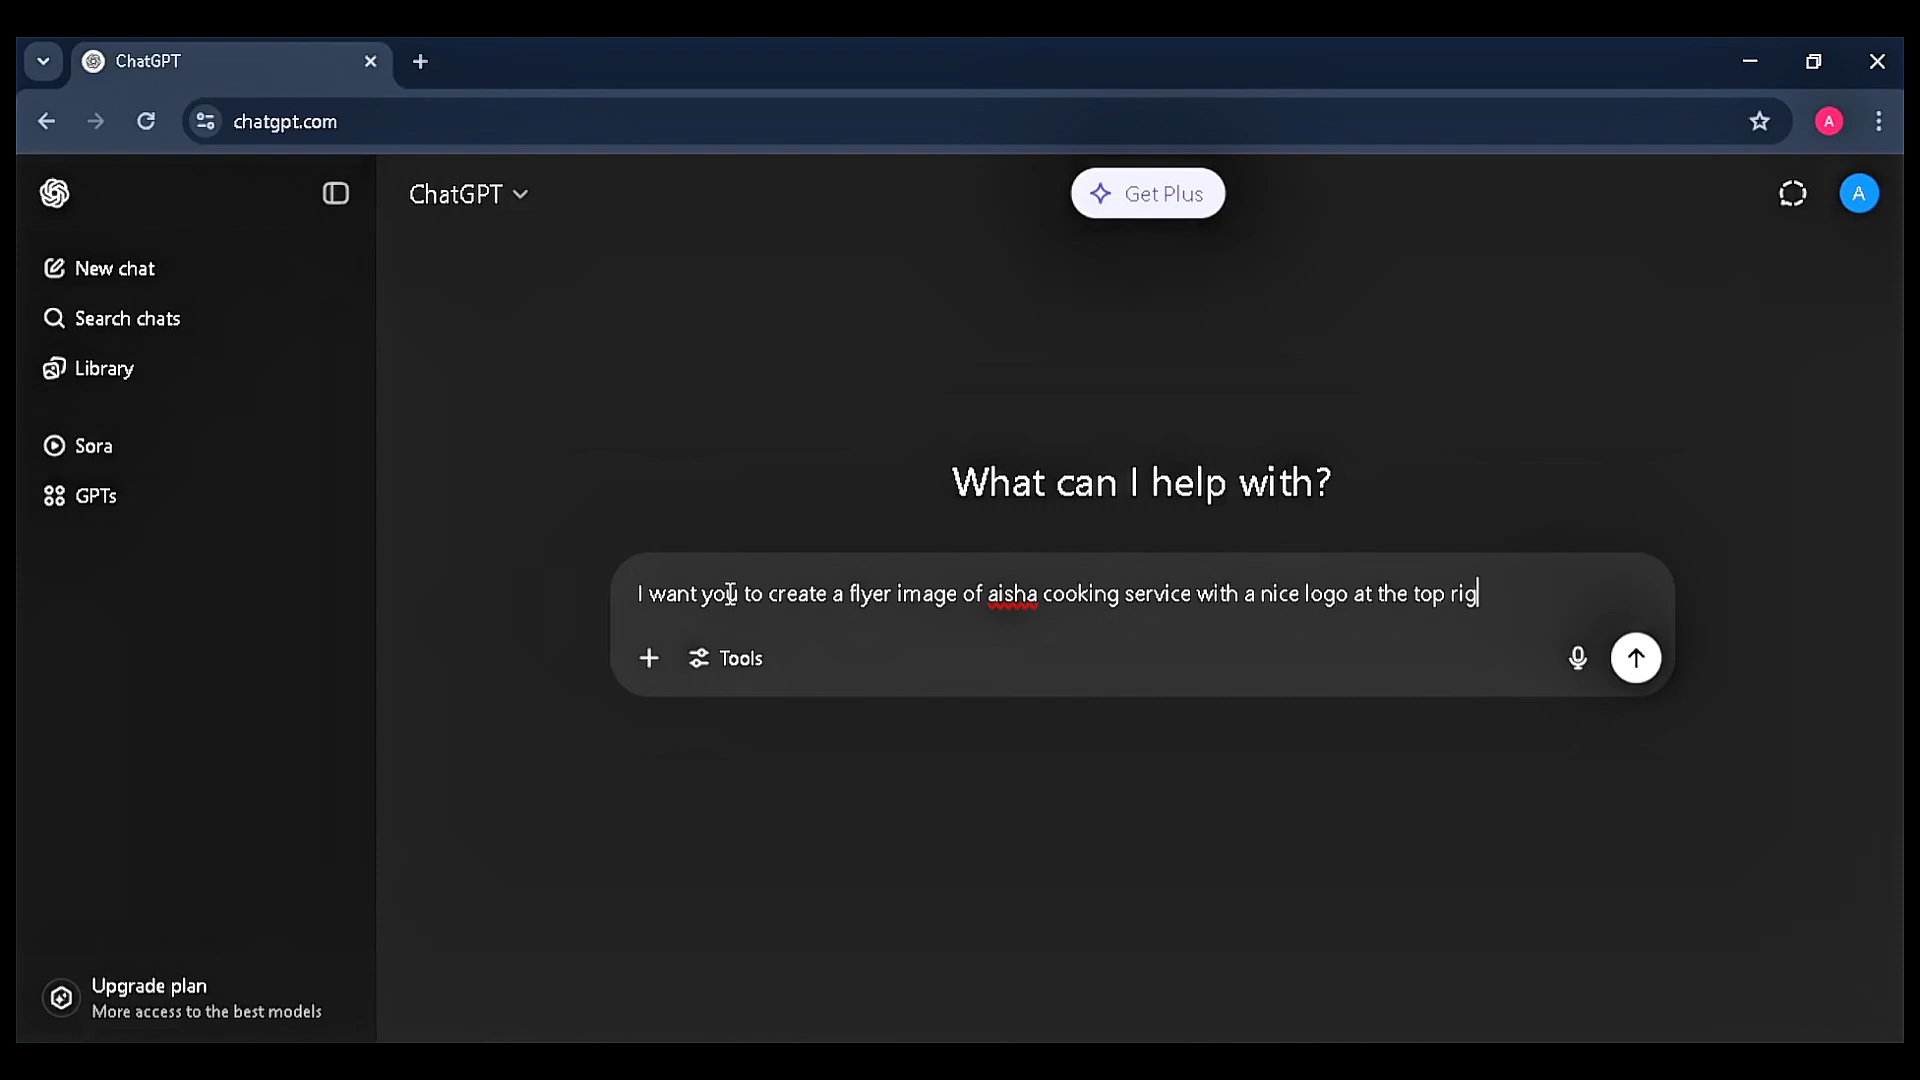 ChatGPT
chatgpt.com
A
ChatGPT
Get Plus
A
New chat
Search chats
Library
Sora
GPTs
What can I help with?
I want you to create a flyer image of aisha cooking service with a nice logo at the top rig
Tools
Upgrade plan
More access to the best models